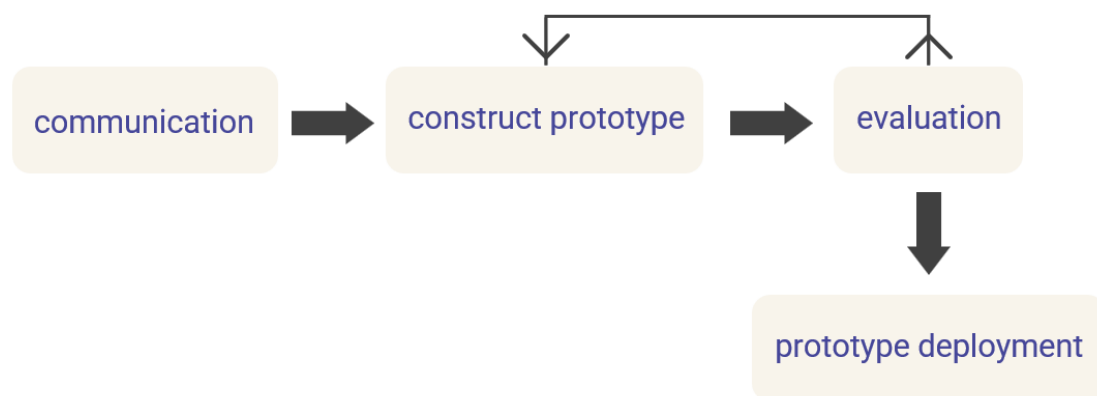 communication
construct prototype
evaluation
prototype deployment